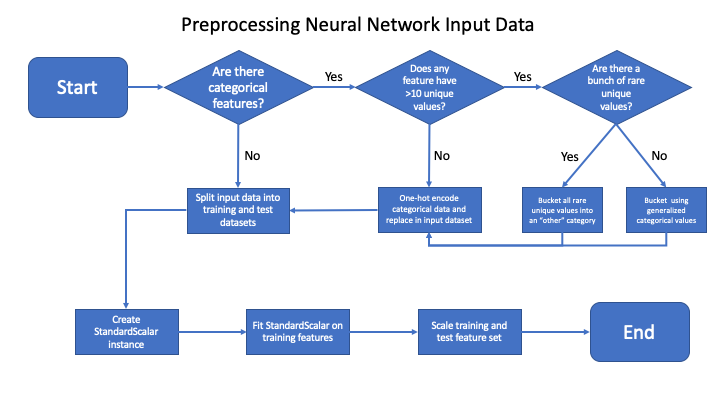 Preprocessing Neural Network Input Data
Start
Are there
categorical
features?
Yes
Does any
feature have
>10 unique
values?
Yes
Are there a
bunch of rare
unique
values?
No
No
Yes
No
Split input data into
training and test
datasets
One-hot encode
categorical data and
replace in input dataset
Bucket all rare
unique values into
an "other" category
Bucket using
generalized
categorical values
Create
StandardScalar
instance
Fit StandardScalar on
training features
Scale training and
test feature set
End